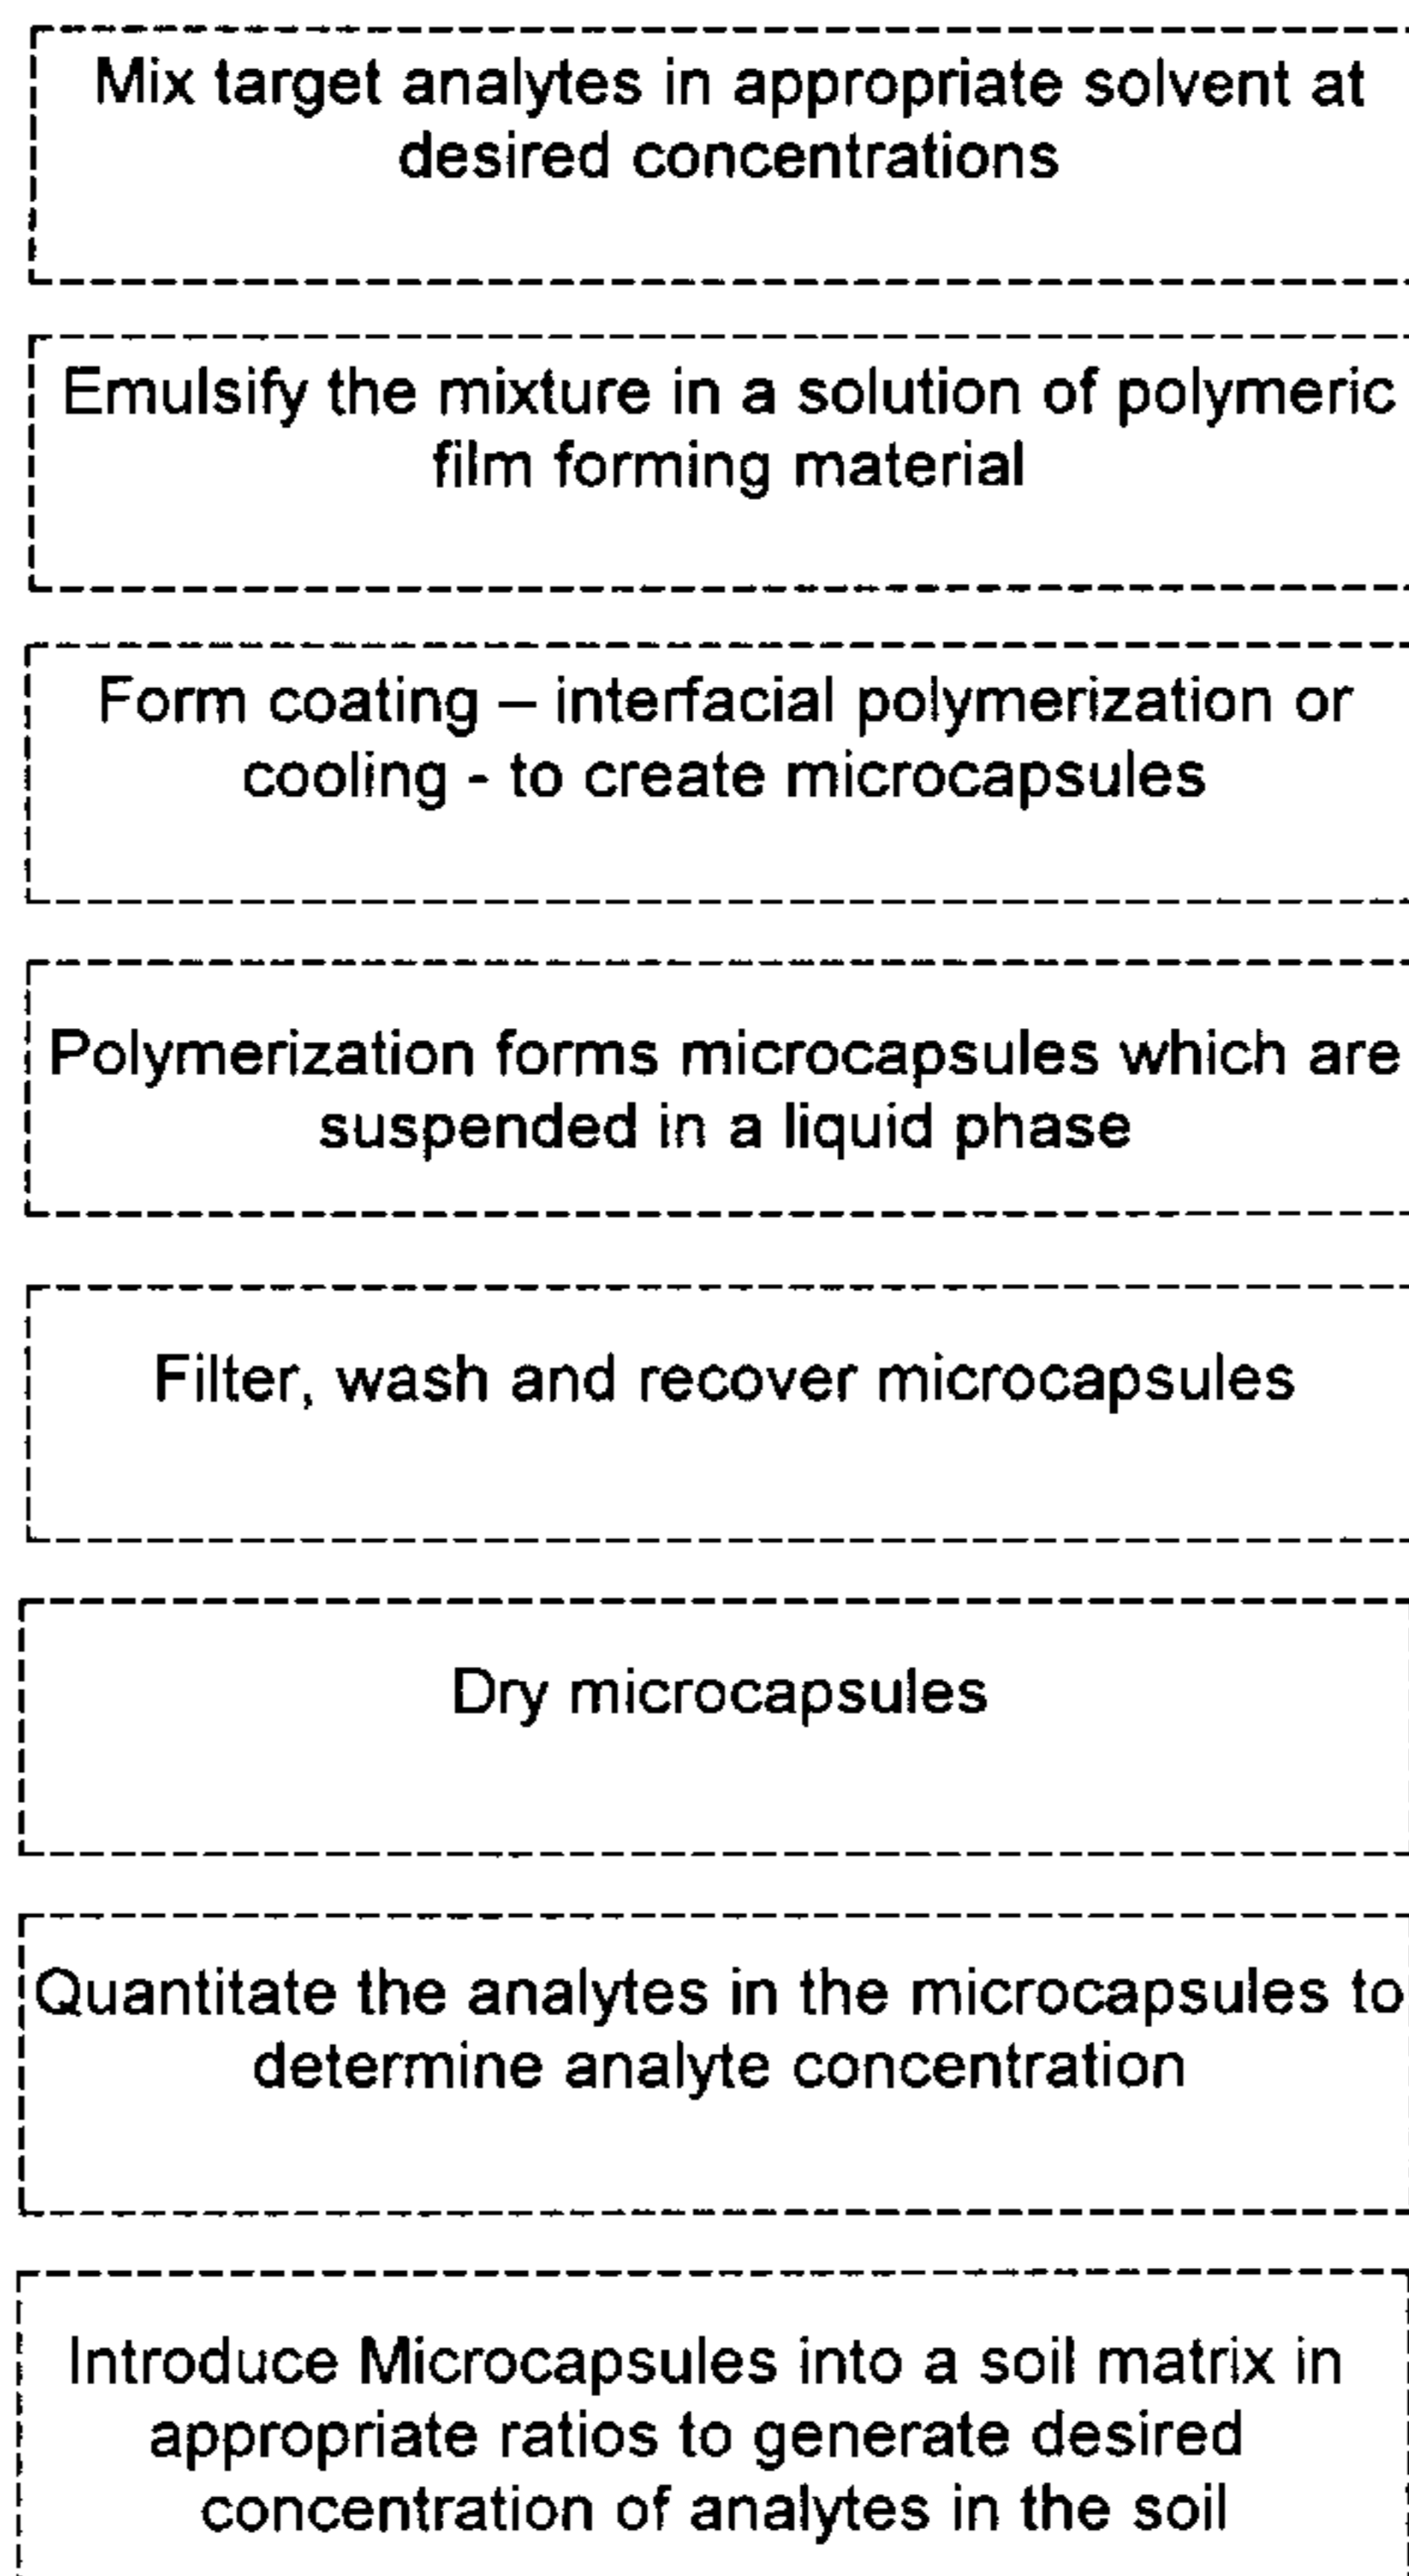 Mix target analytes in appropriate solvent at
desired concentrations
Emulsify the mixture in a solution of polymeric
film forming material
Form coating – interfacial polymerization or
cooling - to create microcapsules
Polymerization forms microcapsules which are
suspended in a liquid phase
Filter, wash and recover microcapsules
Dry microcapsules
Quantitate the analytes in the microcapsules to
determine analyte concentration
Introduce Microcapsules into a soil matrix in
appropriate ratios to generate desired
concentration of analytes in the soil